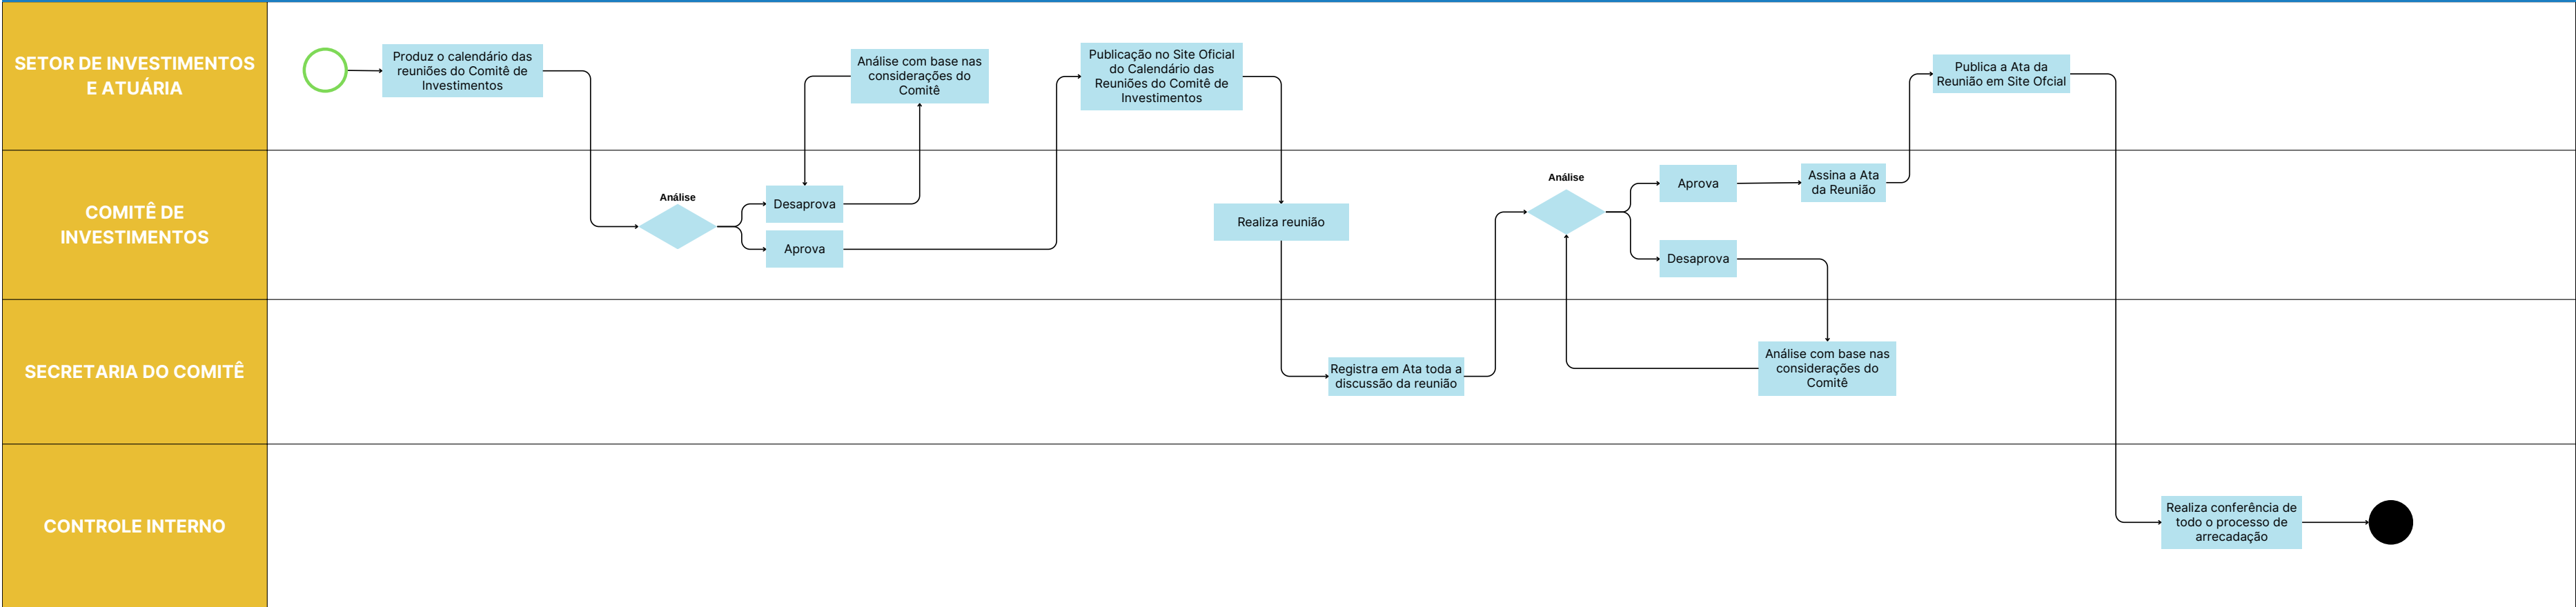 SETOR DE INVESTIMENTOS
E ATUÁRIA
Produz o calendário das
reuniões do Comitê de
Investimentos
Análise com base nas
considerações do
Comitê
Publicação no Site Oficial
do Calendário das
Reuniões do Comitê de
Investimentos
Publica a Ata da
Reunião em Site Ofcial
COMITÊ DE
INVESTIMENTOS
Análise
Desaprova
Aprova
Realiza reunião
Análise
Aprova
Assina a Ata
da Reunião
Desaprova
SECRETARIA DO COMITÊ
Registra em Ata toda a
discussão da reunião
Análise com base nas
considerações do
Comitê
CONTROLE INTERNO
Realiza conferência de
todo o processo de
arrecadação